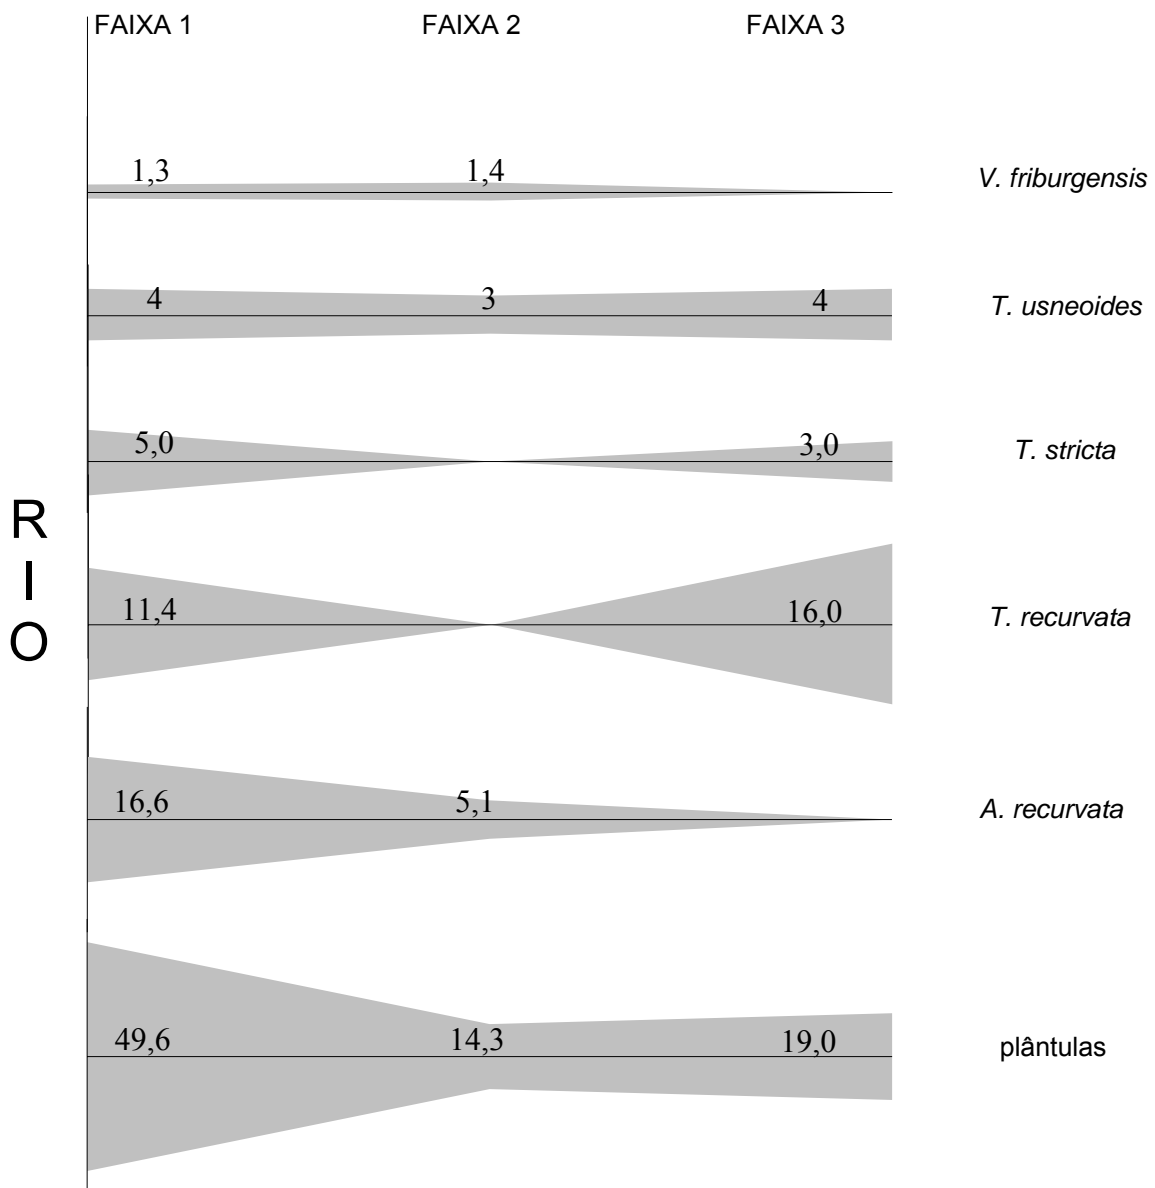 FAIXA 1 FAIXA 2 FAIXA 3
1,3 1,4 V. friburgensis
4 3 4 T. usneoides
5,0 3,0 T. stricta
R
I
O
11,4 16,0 T. recurvata
16,6 5,1 A. recurvata
49,6 14,3 19,0 plântulas